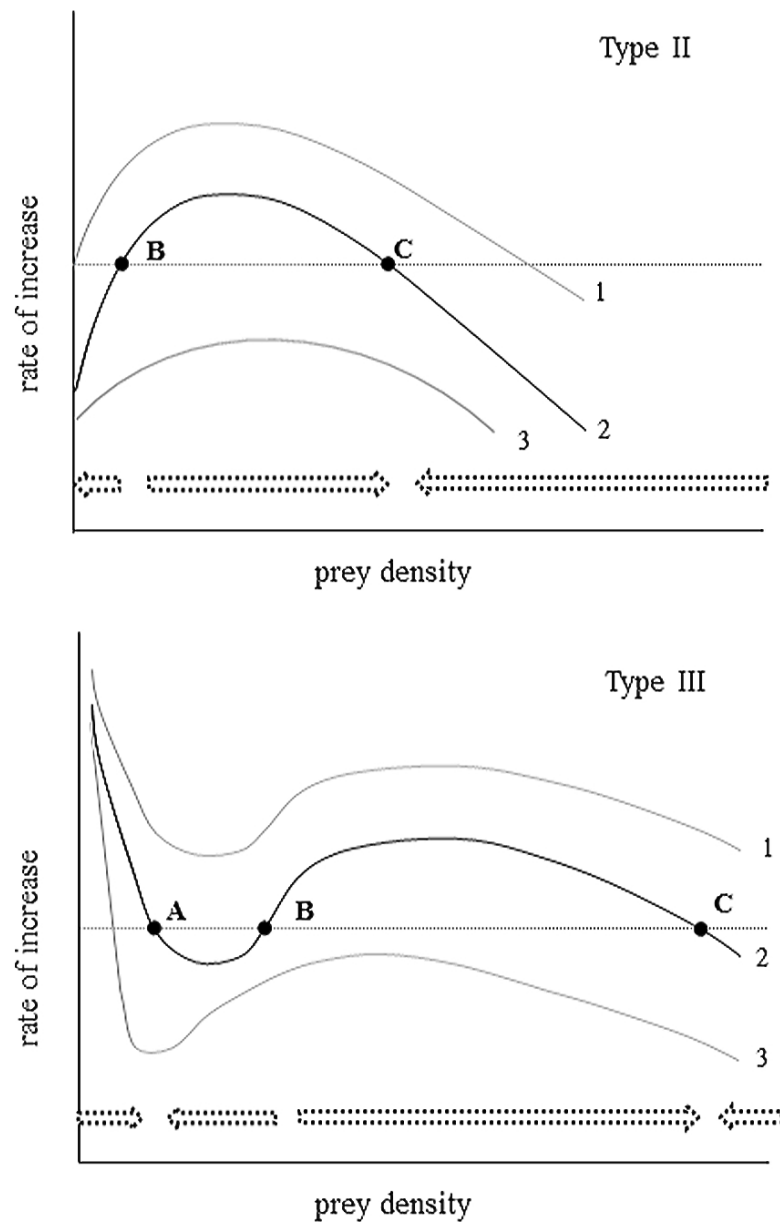 Type II
rate of increase
B
C
1
2
3
prey density
Type III
rate of increase
A
B
C
1
2
3
prey density